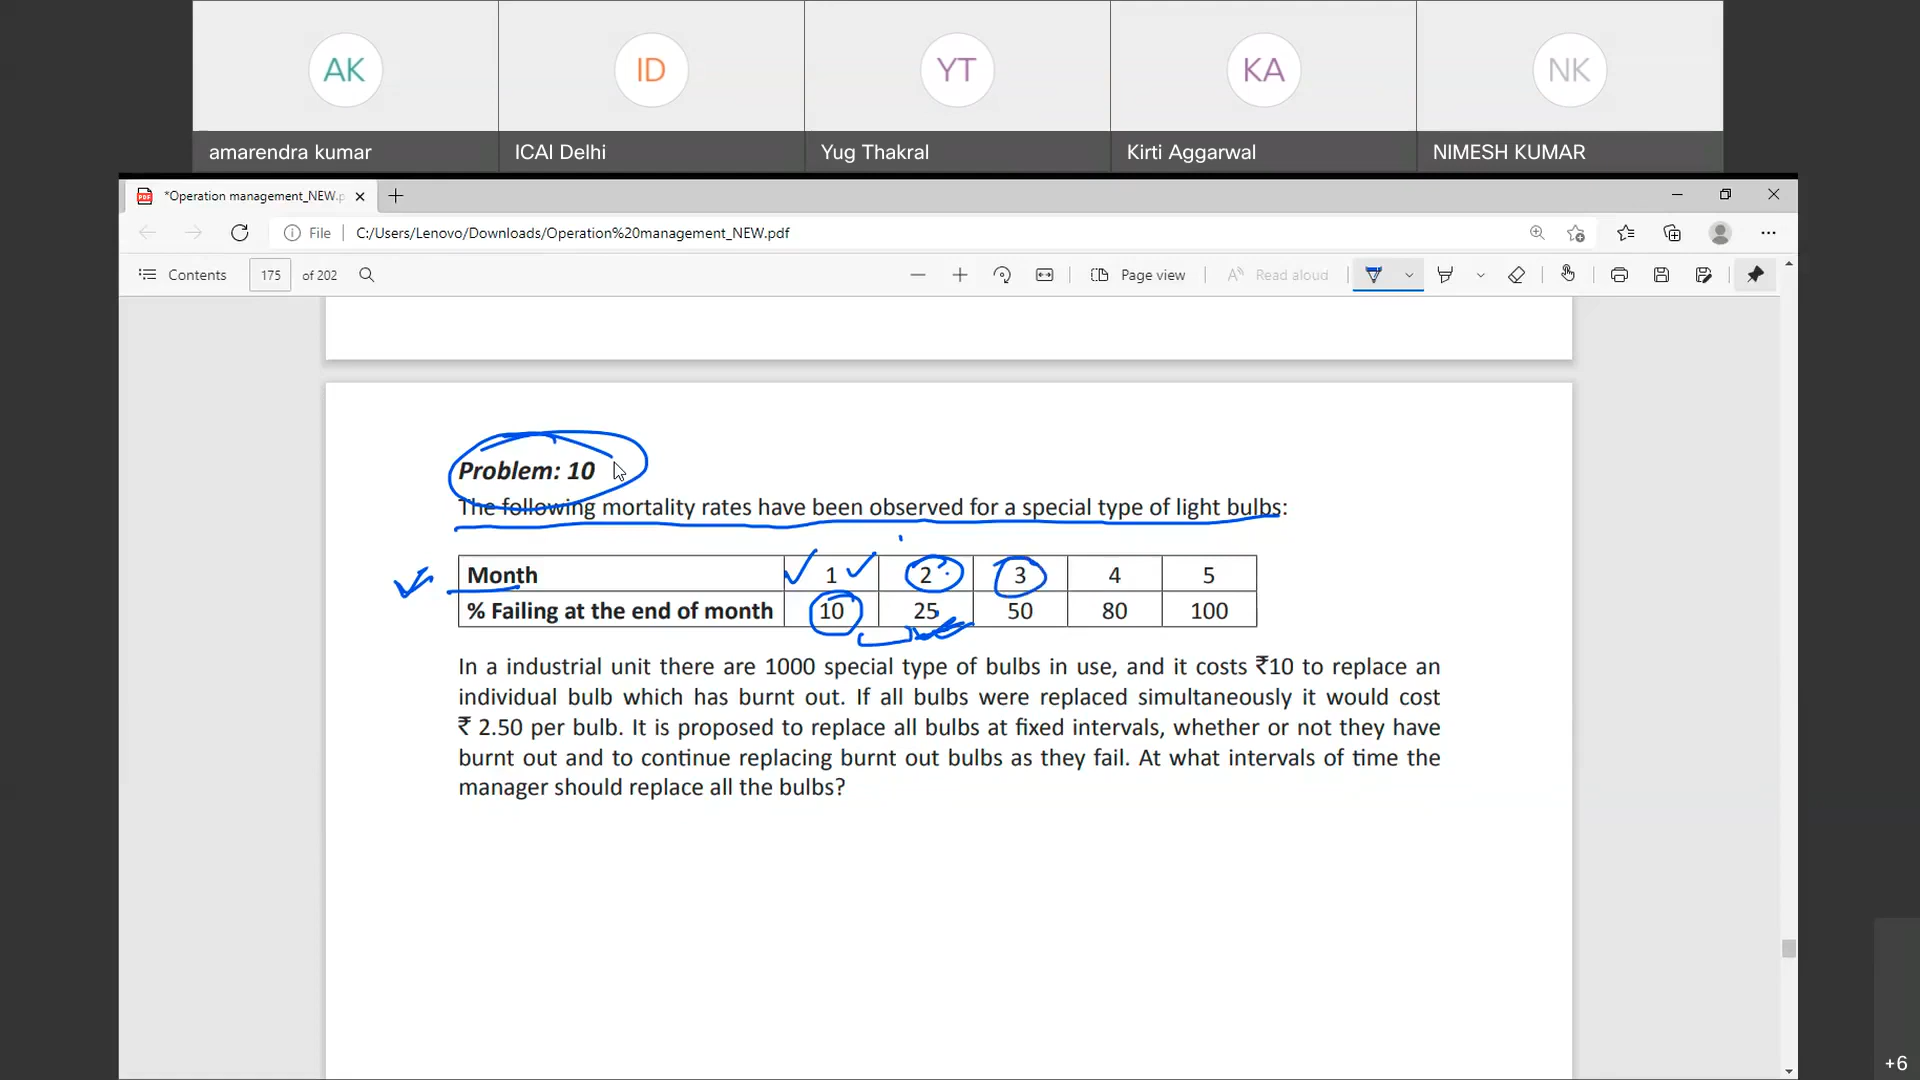 AK
ID
YT
KA
NK
amarendra kumar
ICAI Delhi
Yug Thakral
Kirti Aggarwal
NIMESH KUMAR
*Operation management_NEW.p
File
C:/Users/Lenovo/Downloads/Operation%20management_NEW.pdf
Contents
175
of 202
Page view
Read aloud
Problem: 10
The following mortality rates have been observed for a special type of light bulbs:
Month 1 2 3 4 5
% Failing at the end of month 10 25 50 80 100
In a industrial unit there are 1000 special type of bulbs in use, and it costs ₹10 to replace an
individual bulb which has burnt out. If all bulbs were replaced simultaneously it would cost
₹ 2.50 per bulb. It is proposed to replace all bulbs at fixed intervals, whether or not they have
burnt out and to continue replacing burnt out bulbs as they fail. At what intervals of time the
manager should replace all the bulbs?
+6